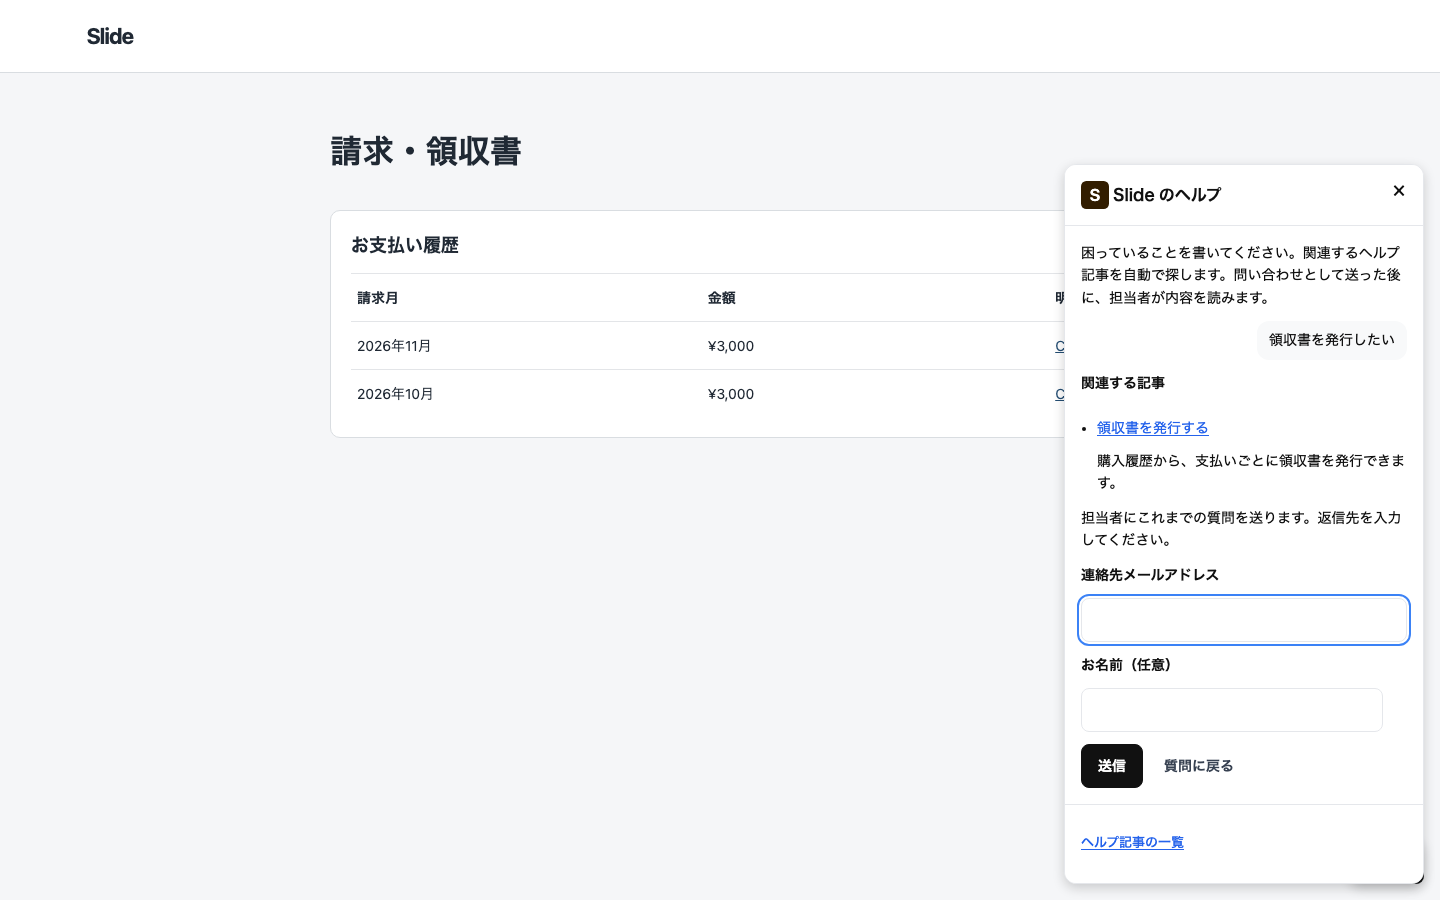 Slide
請求・領収書
お支払い履歴
請求月 金額
2026年11月 ¥3,000
2026年10月 ¥3,000
S Slide のヘルプ ×
困っていることを書いてください。関連するヘルプ
記事を自動で探します。問い合わせとして送った後
に、担当者が内容を読みます。
領収書を発行したい
関連する記事
• 領収書を発行する
購入履歴から、支払いごとに領収書を発行できま
す。
担当者にこれまでの質問を送ります。返信先を入力
してください。
連絡先メールアドレス
お名前（任意）
送信 質問に戻る
ヘルプ記事の一覧